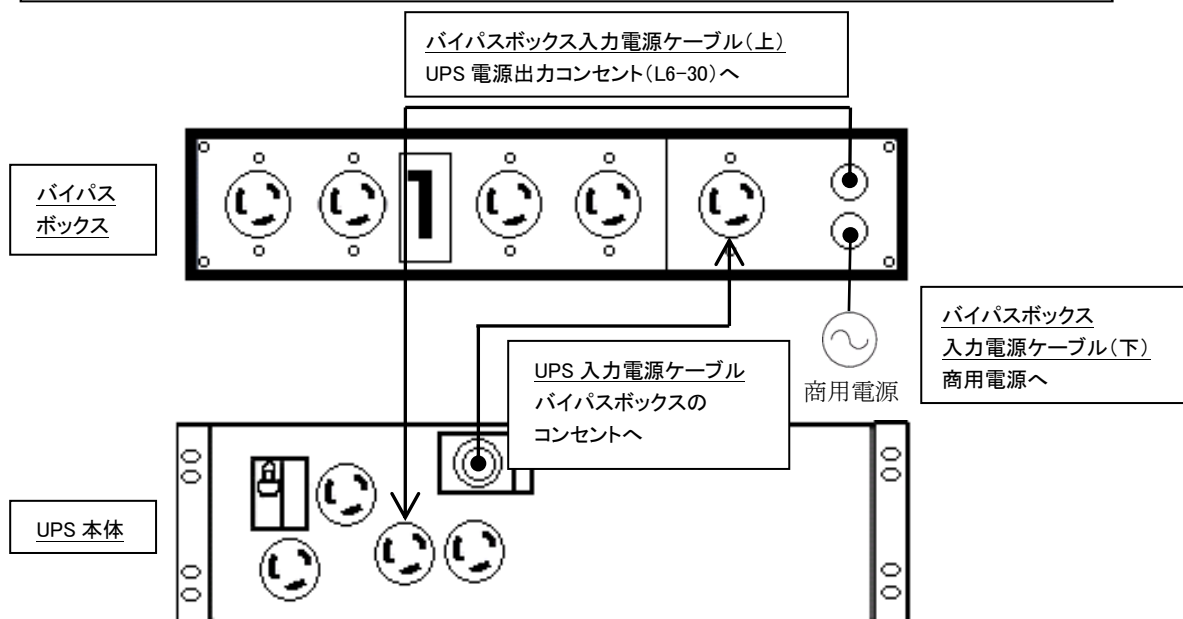 バイパスボックス入力電源ケーブル（上）
UPS 電源出力コンセント（L6-30）へ
バイパス
ボックス
バイパスボックス
入力電源ケーブル（下）
商用電源へ
商用電源
UPS 入力電源ケーブル
バイパスボックスの
コンセントへ
UPS 本体